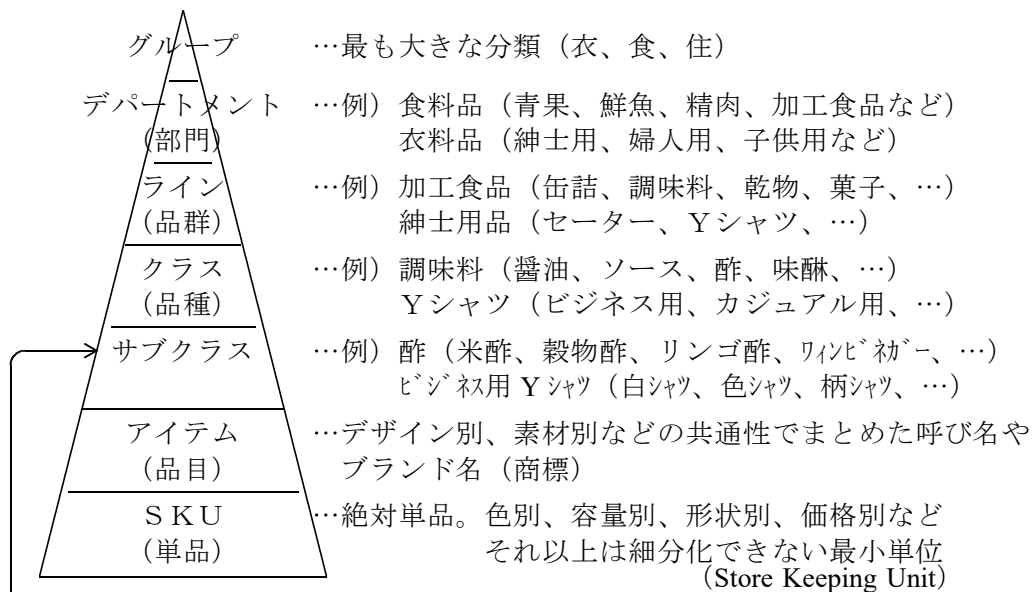 グループ …最も大きな分類（衣、食、住）
デパートメント …例）食料品（青果、鮮魚、精肉、加工食品など）
（部門） 衣料品（紳士用、婦人用、子供用など）
ライン …例）加工食品（缶詰、調味料、乾物、菓子、…）
（品群） 紳士用品（セーター、Ｙシャツ、…）
クラス …例）調味料（醤油、ソース、酢、味醂、…）
（品種） Ｙシャツ（ビジネス用、カジュアル用、…）
サブクラス …例）酢（米酢、穀物酢、リンゴ酢、ﾜｨﾝﾋﾞﾈｶﾞｰ、…）
ﾋﾞｼﾞﾈｽ用 Y ｼｬﾂ（白ｼｬﾂ、色ｼｬﾂ、柄ｼｬﾂ、…）
アイテム …デザイン別、素材別などの共通性でまとめた呼び名や
（品目） ブランド名（商標）
ＳＫＵ …絶対単品。色別、容量別、形状別、価格別など
（単品） それ以上は細分化できない最小単位
（Store Keeping Unit）